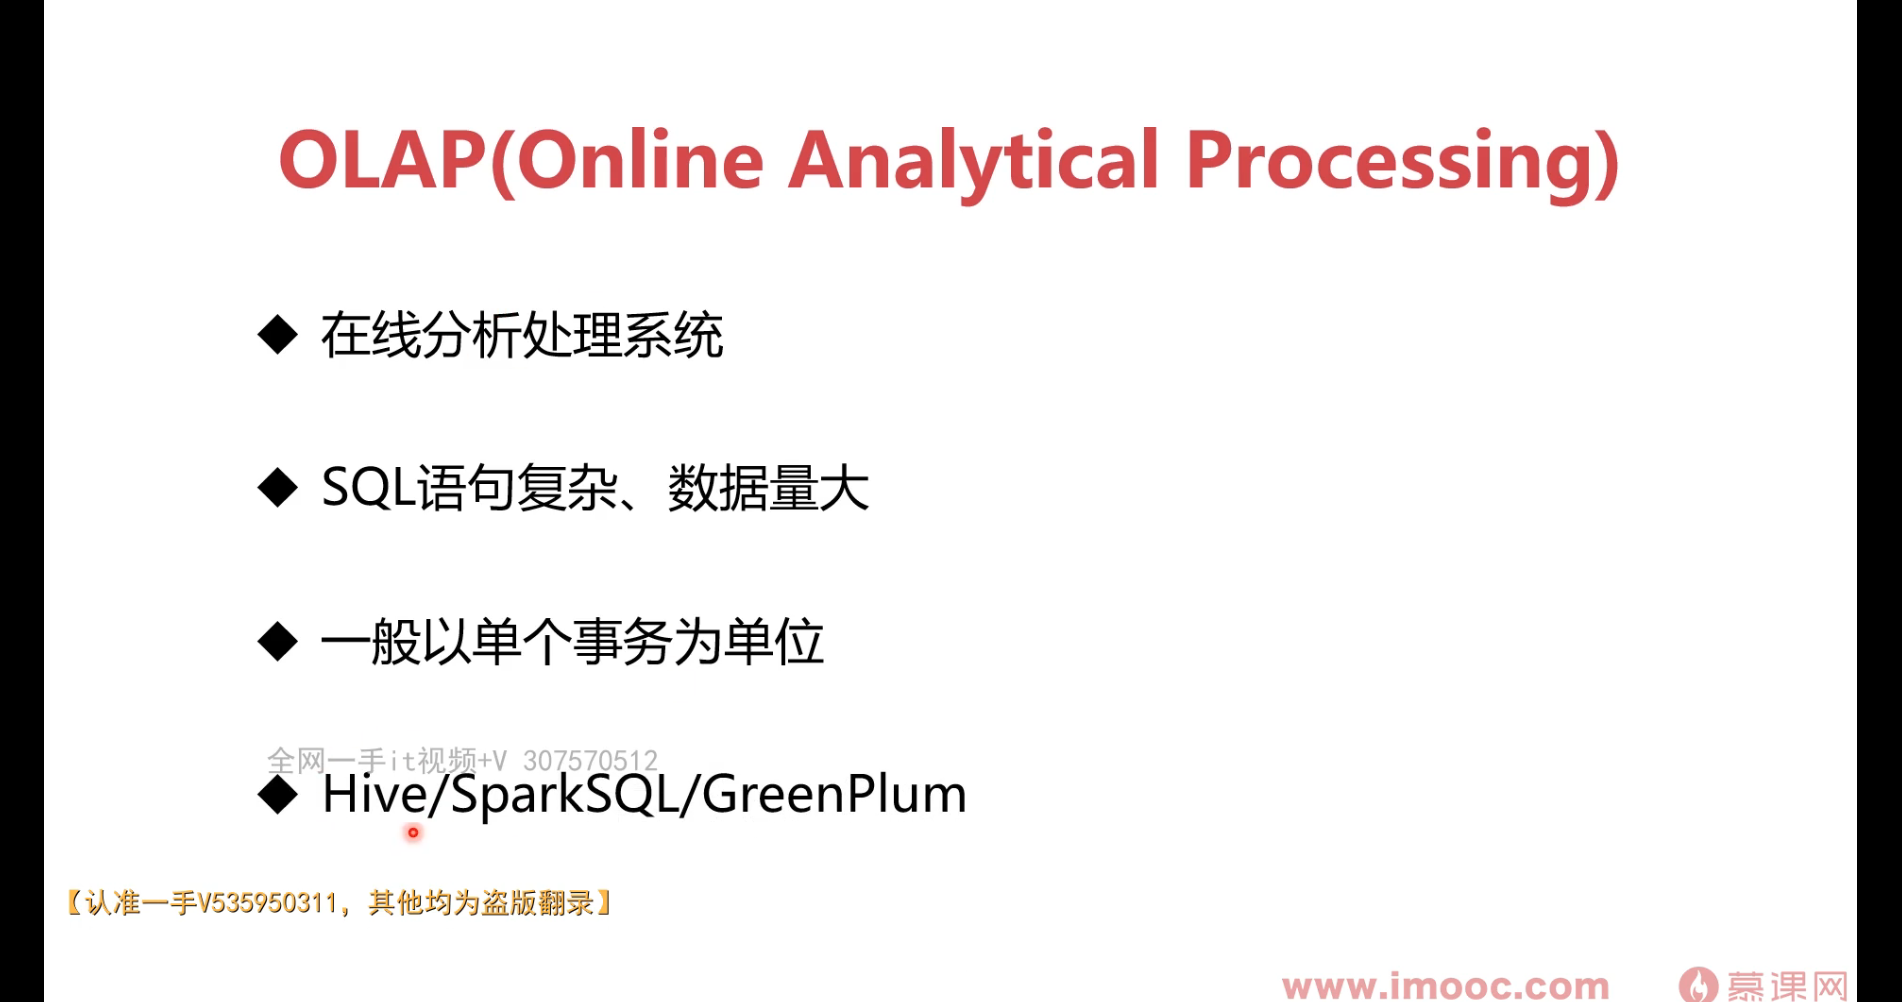 OLAP(Online Analytical Processing)
◆ 在线分析处理系统
◆ SQL语句复杂、数据量大
◆ 一般以单个事务为单位
全网一手it视频+V 307570512
◆ Hive/SparkSQL/GreenPlum
【认准一手V535950311，其他均为盗版翻录】
www.imooc.com 慕课网